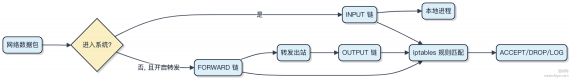 网络数据包
进入系统?
是
否, 且开启转发
INPUT 链
本地进程
FORWARD 链
转发出站
OUTPUT 链
iptables 规则匹配
ACCEPT/DROP/LOG